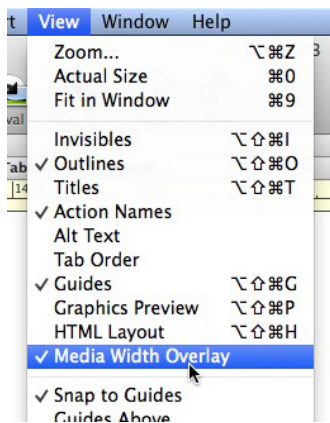 View Window Help
Zoom... ⌥⌘Z
Actual Size ⌘0
Fit in Window ⌘9
Invisibles ⌥⇧⌘I
✓ Outlines ⌥⇧⌘O
Titles ⌥⇧⌘T
✓ Action Names
Alt Text
Tab Order
✓ Guides ⌥⇧⌘G
Graphics Preview ⌥⇧⌘P
HTML Layout ⌥⇧⌘H
✓ Media Width Overlay
✓ Snap to Guides
Guides Above